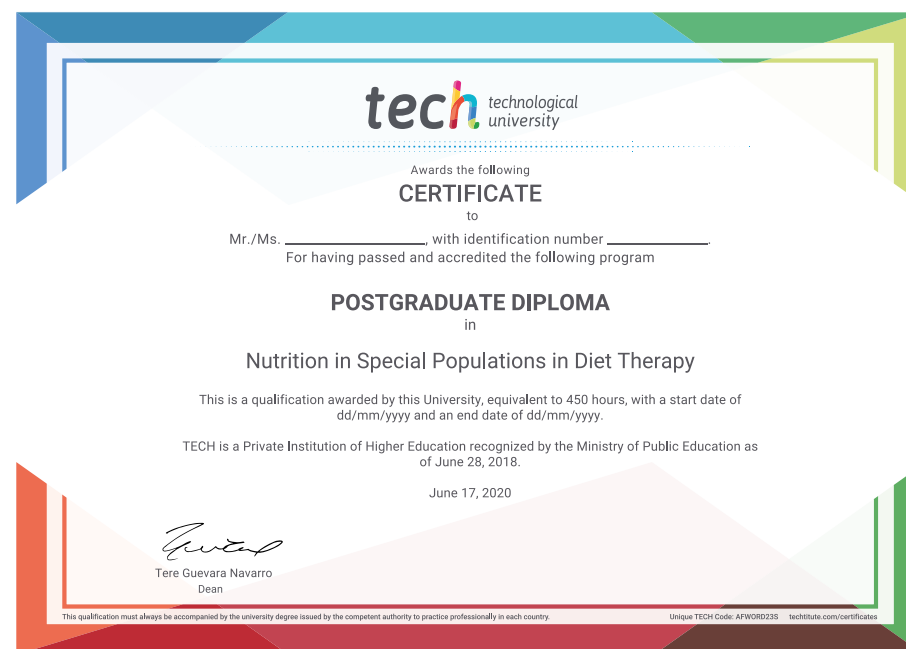 tech technological
university
Awards the following
CERTIFICATE
to
Mr./Ms. ____________, with identification number ____________.
For having passed and accredited the following program
POSTGRADUATE DIPLOMA
in
Nutrition in Special Populations in Diet Therapy
This is a qualification awarded by this University, equivalent to 450 hours, with a start date of
dd/mm/yyyy and an end date of dd/mm/yyyy.
TECH is a Private Institution of Higher Education recognized by the Ministry of Public Education as
of June 28, 2018.
June 17, 2020
Tere Guevara Navarro
Dean
This qualification must always be accompanied by the university degree issued by the competent authority to practice professionally in each country. Unique TECH Code: AFWORD23S techtitute.com/certificates